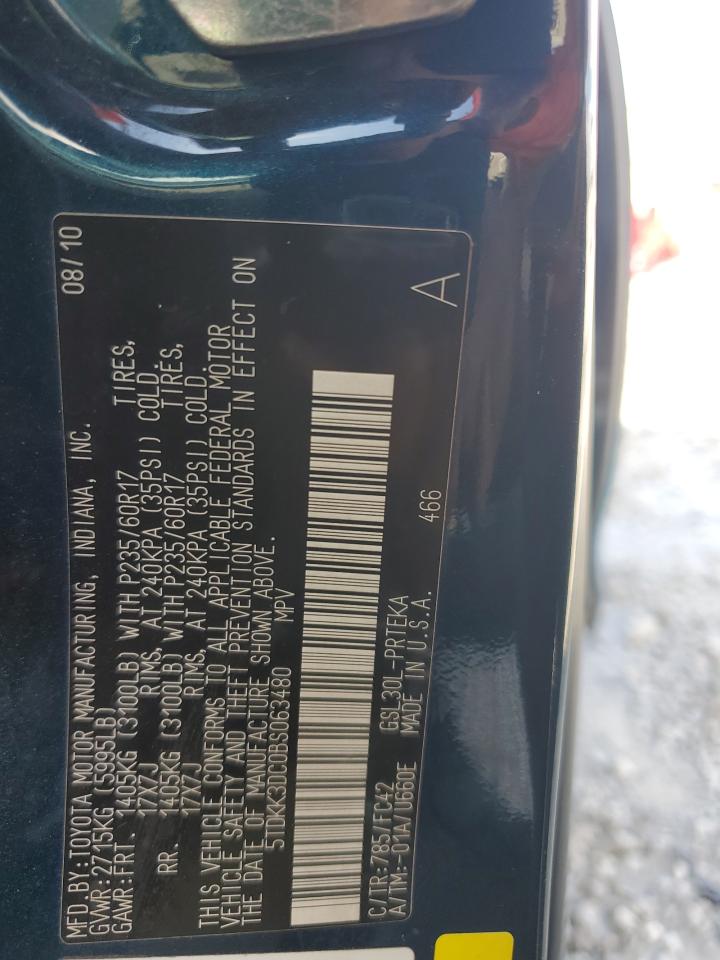 MFD. BY: TOYOTA MOTOR MANUFACTURING, INDIANA, INC. 08/10
GVWR: 2715KG (5995LB)
GAWR: FRT. 1405KG (3100LB) WITH P235/60R17 TIRES,
17X7J RIMS, AT 240KPA (35PSI) COLD.
RR. 1405KG (3100LB) WITH P235/60R17 TIRES,
17X7J RIMS, AT 240KPA (35PSI) COLD.
THIS VEHICLE CONFORMS TO ALL APPLICABLE FEDERAL MOTOR
VEHICLE SAFETY AND THEFT PREVENTION STANDARDS IN EFFECT ON
THE DATE OF MANUFACTURE SHOWN ABOVE.
5TDKK3DC0BS063480 MPV
C/TR: 785/FC42 GSL30L-PRTEKA 466 A
A/TM: -01A/U660E MADE IN U.S.A.